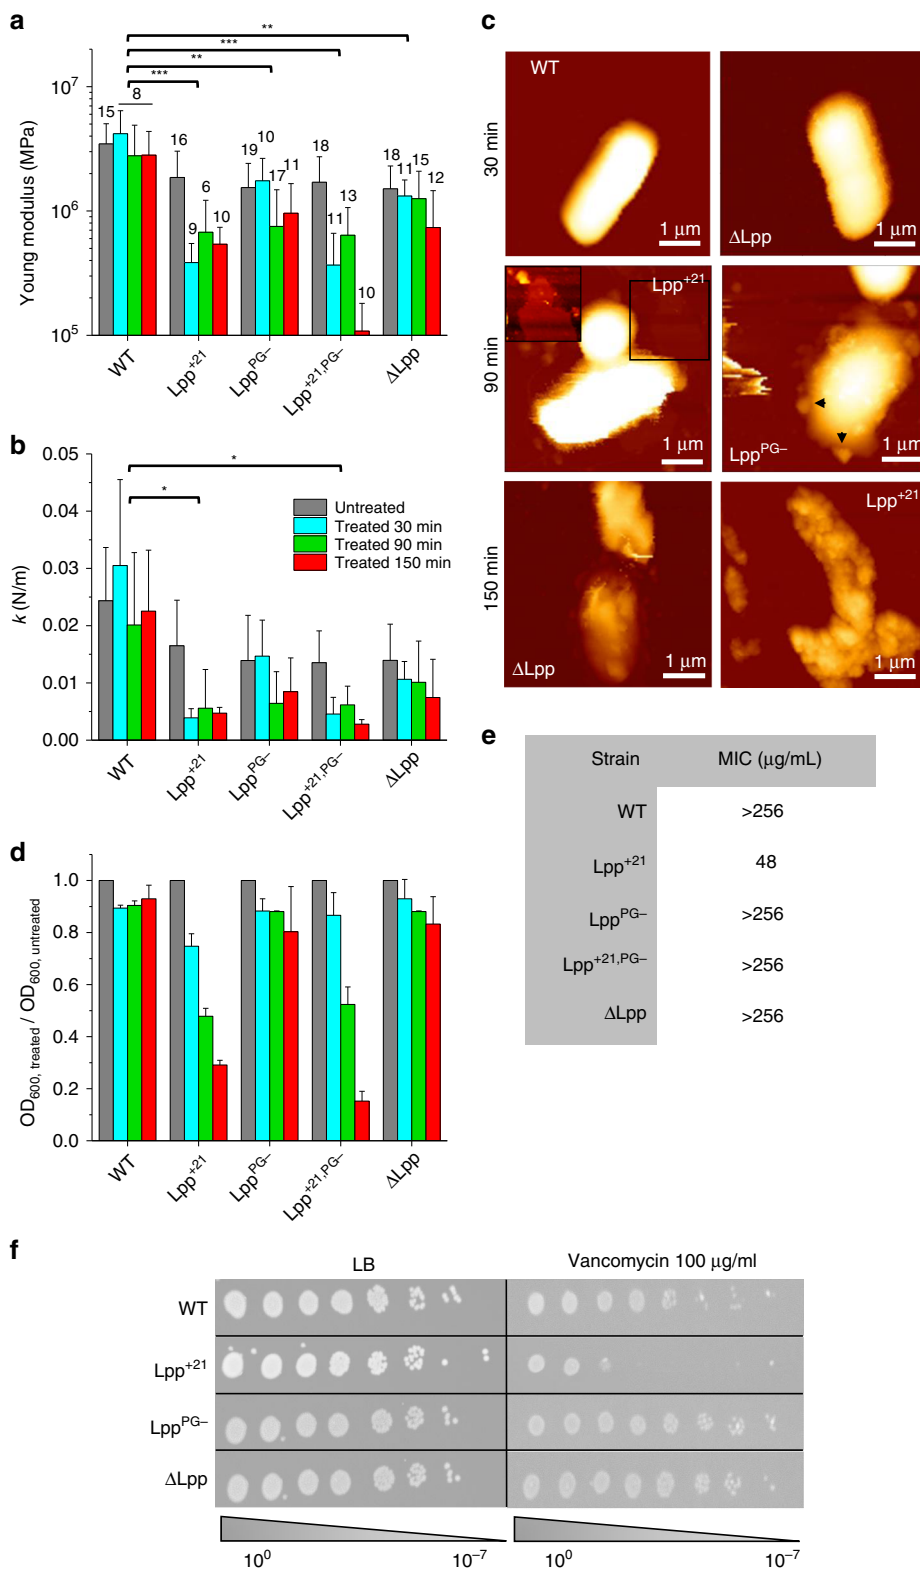 a
**
***
**
***
Young modulus (MPa)
10⁷
10⁶
10⁵
15
8
16
9
6
10
19
10
17
11
18
11
13
10
18
11
15
12
WT
Lpp⁺²¹
Lppᴾᴳ⁻
Lpp⁺²¹,ᴾᴳ⁻
ΔLpp
b
k (N/m)
0.05
0.04
0.03
0.02
0.01
0.00
*
*
Untreated
Treated 30 min
Treated 90 min
Treated 150 min
WT
Lpp⁺²¹
Lppᴾᴳ⁻
Lpp⁺²¹,ᴾᴳ⁻
ΔLpp
c
30 min
WT
1 μm
ΔLpp
1 μm
90 min
Lpp⁺²¹
1 μm
Lppᴾᴳ⁻
1 μm
150 min
ΔLpp
1 μm
Lpp⁺²¹
1 μm
d
OD600, treated / OD600, untreated
1.0
0.8
0.6
0.4
0.2
0.0
WT
Lpp⁺²¹
Lppᴾᴳ⁻
Lpp⁺²¹,ᴾᴳ⁻
ΔLpp
e
Strain MIC (μg/mL)
WT >256
Lpp⁺²¹ 48
Lppᴾᴳ⁻ >256
Lpp⁺²¹,ᴾᴳ⁻ >256
ΔLpp >256
f
LB Vancomycin 100 μg/ml
WT
Lpp⁺²¹
Lppᴾᴳ⁻
ΔLpp
10⁰ 10⁻⁷ 10⁰ 10⁻⁷